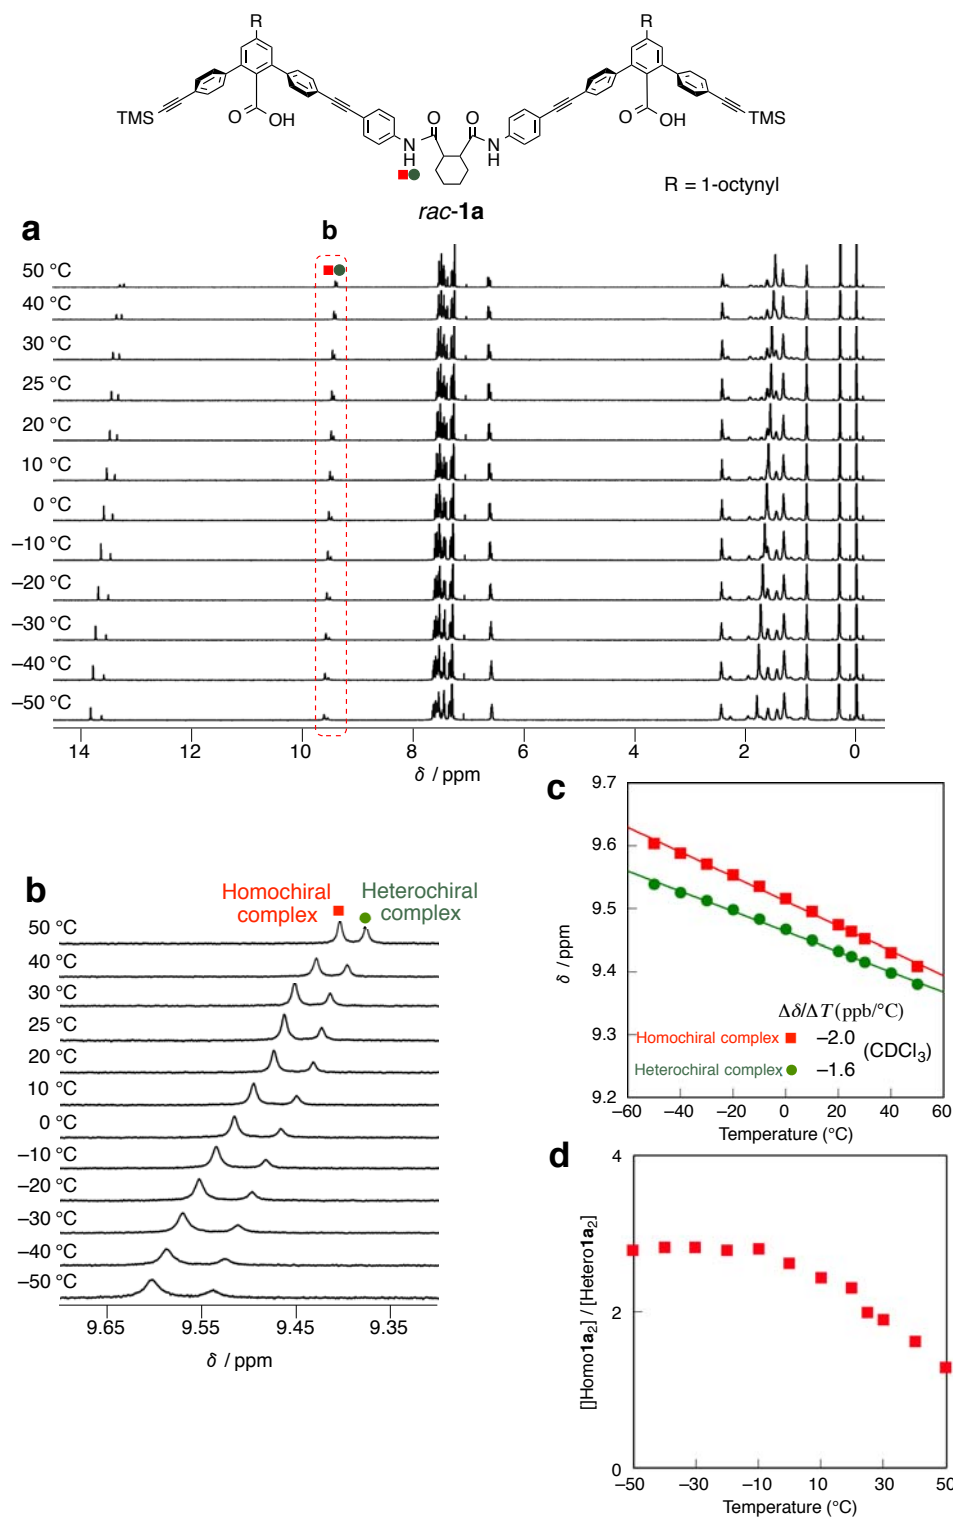 R
R
TMS
O
OH
O
O
N
H
N
H
O
OH
TMS
R = 1-octynyl
rac-1a
a
b
50 °C
40 °C
30 °C
25 °C
20 °C
10 °C
0 °C
–10 °C
–20 °C
–30 °C
–40 °C
–50 °C
14 12 10 8 6 4 2 0
δ / ppm
b
Homochiral complex
Heterochiral complex
50 °C
40 °C
30 °C
25 °C
20 °C
10 °C
0 °C
–10 °C
–20 °C
–30 °C
–40 °C
–50 °C
9.65 9.55 9.45 9.35
δ / ppm
c
9.7
9.6
9.5
9.4
9.3
9.2
δ / ppm
Δδ/ΔT (ppb/°C)
Homochiral complex –2.0
(CDCl3)
Heterochiral complex –1.6
–60 –40 –20 0 20 40 60
Temperature (°C)
d
4
2
0
[]Homo1a2] / [Hetero1a2]
–50 –30 –10 10 30 50
Temperature (°C)